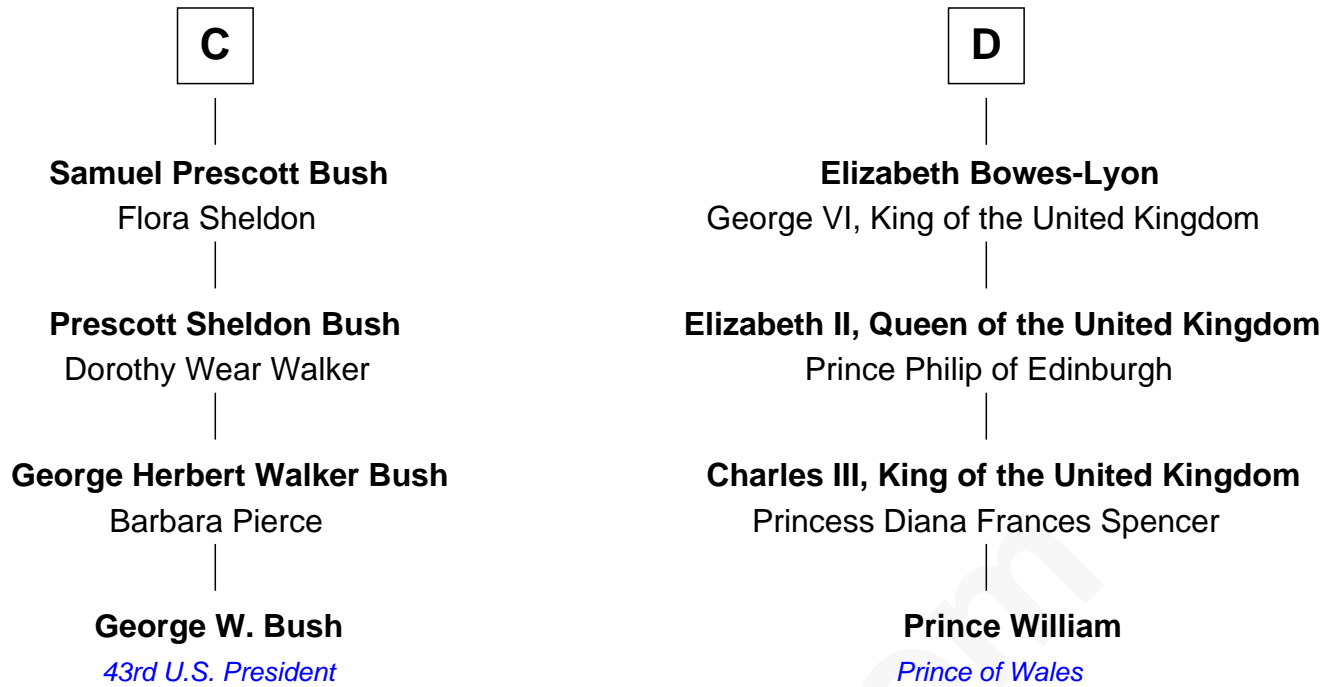 C
Samuel Prescott Bush
Flora Sheldon
Prescott Sheldon Bush
Dorothy Wear Walker
George Herbert Walker Bush
Barbara Pierce
George W. Bush
43rd U.S. President
D
Elizabeth Bowes-Lyon
George VI, King of the United Kingdom
Elizabeth II, Queen of the United Kingdom
Prince Philip of Edinburgh
Charles III, King of the United Kingdom
Princess Diana Frances Spencer
Prince William
Prince of Wales